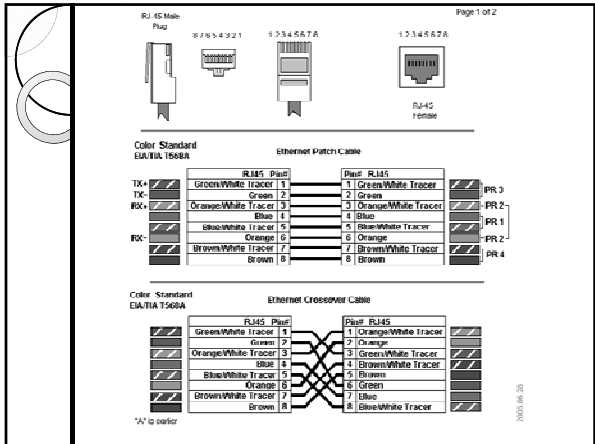 Page 1 of 2
RJ-45 Male
Plug
8 7 6 5 4 3 2 1
1 2 3 4 5 6 7 8
1 2 3 4 5 6 7 8
RJ-45
Female
Color Standard
EIA/TIA T568A
Ethernet Patch Cable
RJ45 Pin#
Pin# RJ45
TX+ Green/White Tracer 1 1 Green/White Tracer PR 3
TX- Green 2 2 Green
RX+ Orange/White Tracer 3 3 Orange/White Tracer PR 2
Blue 4 4 Blue PR 1
Blue/White Tracer 5 5 Blue/White Tracer
RX- Orange 6 6 Orange PR 2
Brown/White Tracer 7 7 Brown/White Tracer PR 4
Brown 8 8 Brown
Color Standard
EIA/TIA T568A
Ethernet Crossover Cable
RJ45 Pin#
Pin# RJ45
Green/White Tracer 1 1 Orange/White Tracer
Green 2 2 Orange
Orange/White Tracer 3 3 Green/White Tracer
Blue 4 4 Brown/White Tracer
Blue/White Tracer 5 5 Brown
Orange 6 6 Green
Brown/White Tracer 7 7 Blue
Brown 8 8 Blue/White Tracer
"A" is earlier
2005 06 20